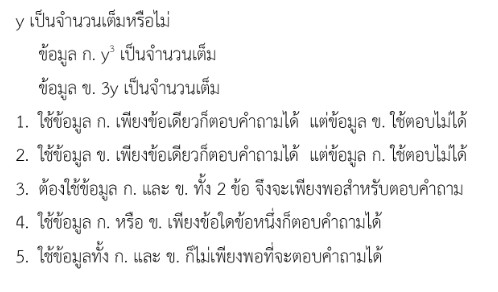 y เป็นจำนวนเต็มหรือไม่
ข้อมูล ก. y³ เป็นจำนวนเต็ม
ข้อมูล ข. 3y เป็นจำนวนเต็ม
1. ใช้ข้อมูล ก. เพียงข้อเดียวก็ตอบคำถามได้ แต่ข้อมูล ข. ใช้ตอบไม่ได้
2. ใช้ข้อมูล ข. เพียงข้อเดียวก็ตอบคำถามได้ แต่ข้อมูล ก. ใช้ตอบไม่ได้
3. ต้องใช้ข้อมูล ก. และ ข. ทั้ง 2 ข้อ จึงจะเพียงพอสำหรับตอบคำถาม
4. ใช้ข้อมูล ก. หรือ ข. เพียงข้อใดข้อหนึ่งก็ตอบคำถามได้
5. ใช้ข้อมูลทั้ง ก. และ ข. ก็ไม่เพียงพอที่จะตอบคำถามได้